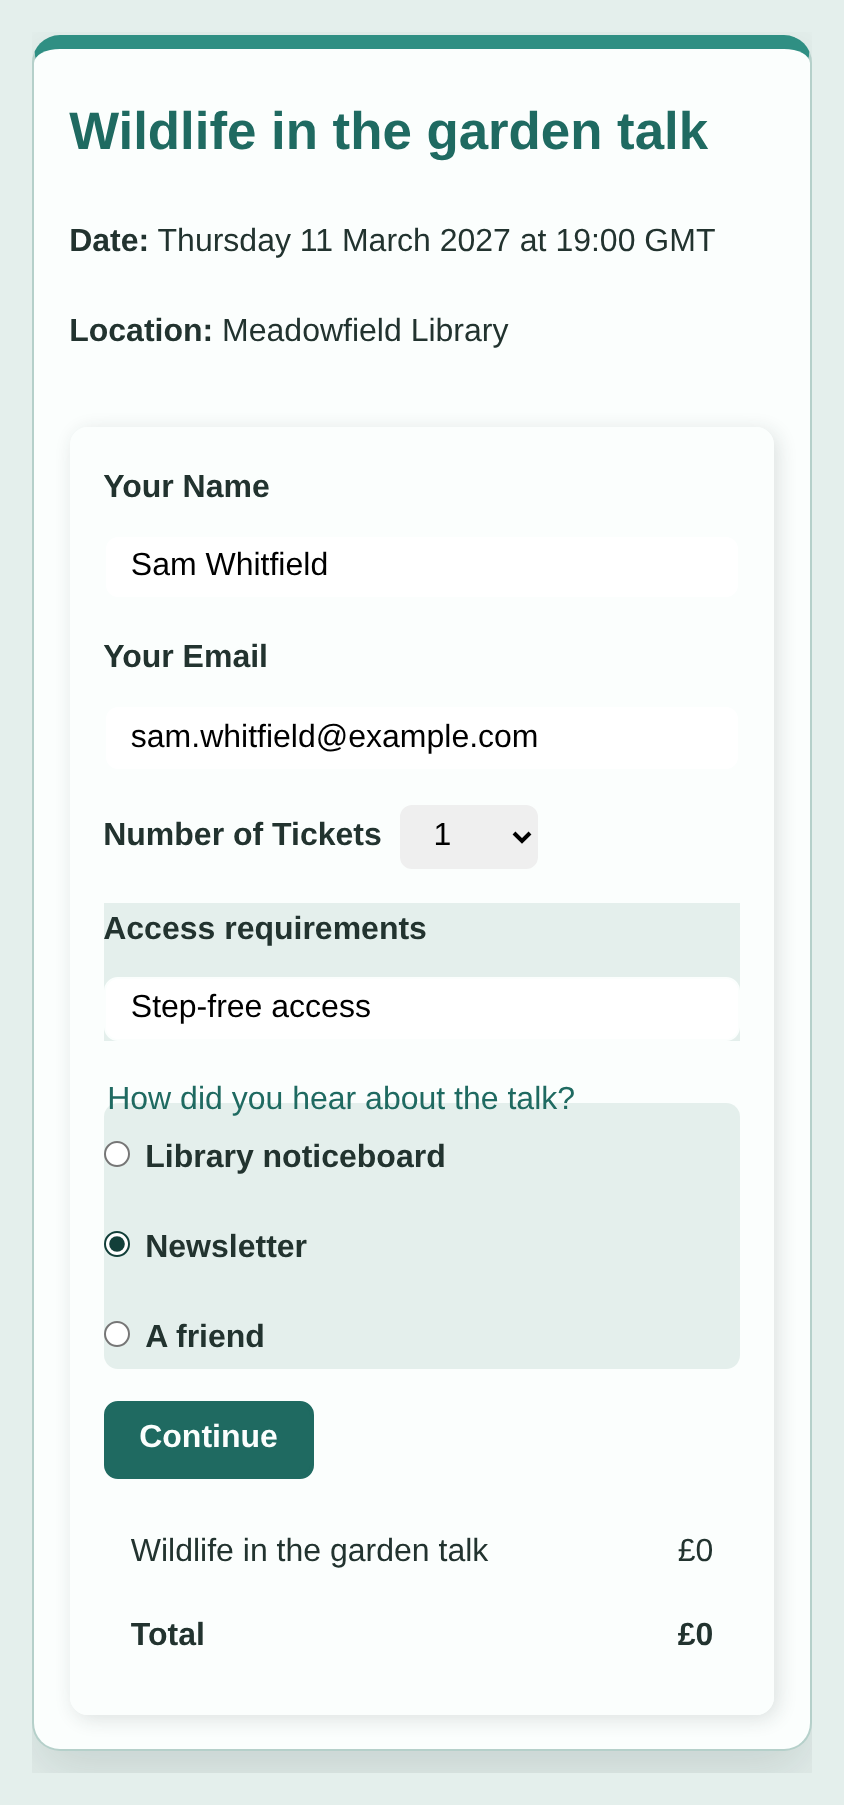 Wildlife in the garden talk
Date: Thursday 11 March 2027 at 19:00 GMT
Location: Meadowfield Library
Your Name
Sam Whitfield
Your Email
sam.whitfield@example.com
Number of Tickets 1
Access requirements
Step-free access
How did you hear about the talk?
Library noticeboard
Newsletter
A friend
Continue
Wildlife in the garden talk £0
Total £0